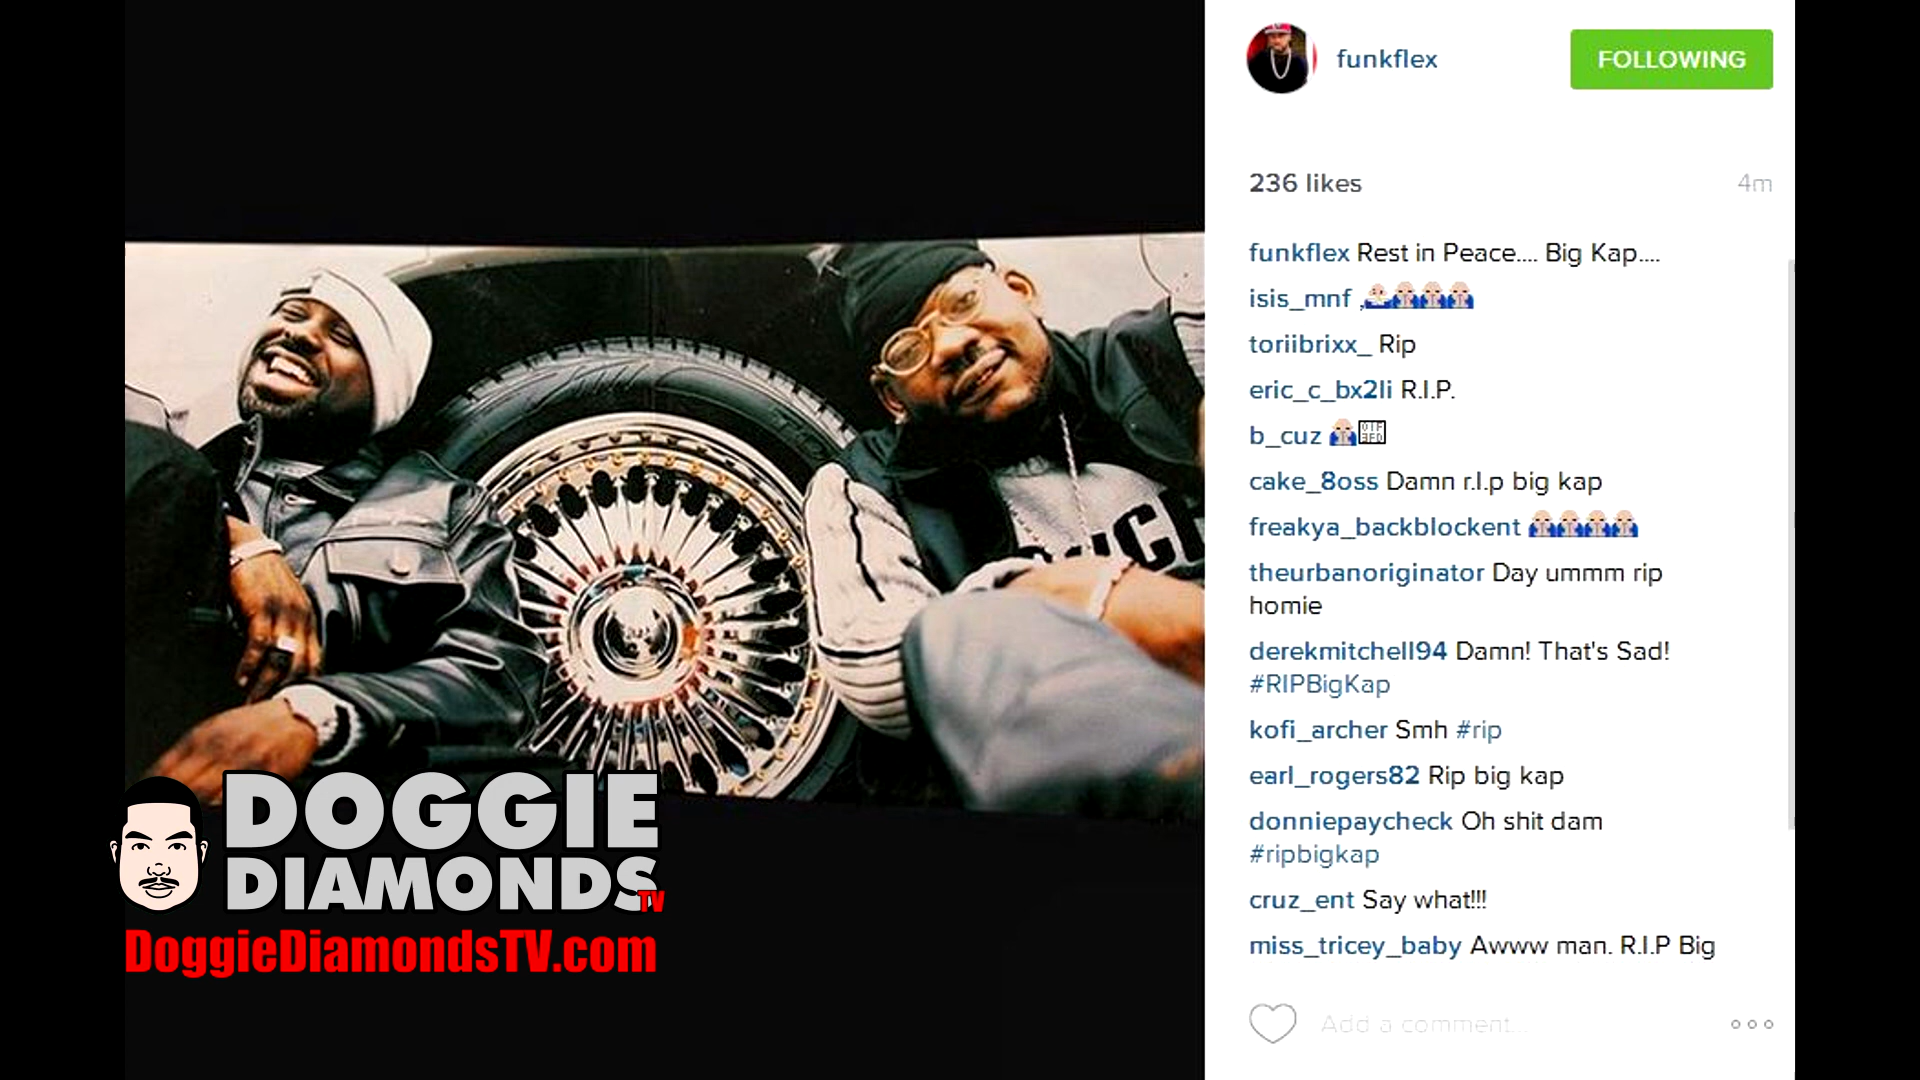 funkflex
FOLLOWING
236 likes
4m
funkflex Rest in Peace.... Big Kap....
isis_mnf ,
toriibrixx_ Rip
eric_c_bx2li R.I.P.
b_cuz
cake_8oss Damn r.I.p big kap
freakya_backblockent
theurbanoriginator Day ummm rip
homie
derekmitchell94 Damn! That's Sad!
#RIPBigKap
kofi_archer Smh #rip
earl_rogers82 Rip big kap
donniepaycheck Oh shit dam
#ripbigkap
cruz_ent Say what!!!
miss_tricey_baby Awww man. R.I.P Big
Add a comment...
DOGGIE
DIAMONDS TV
DoggieDiamondsTV.com